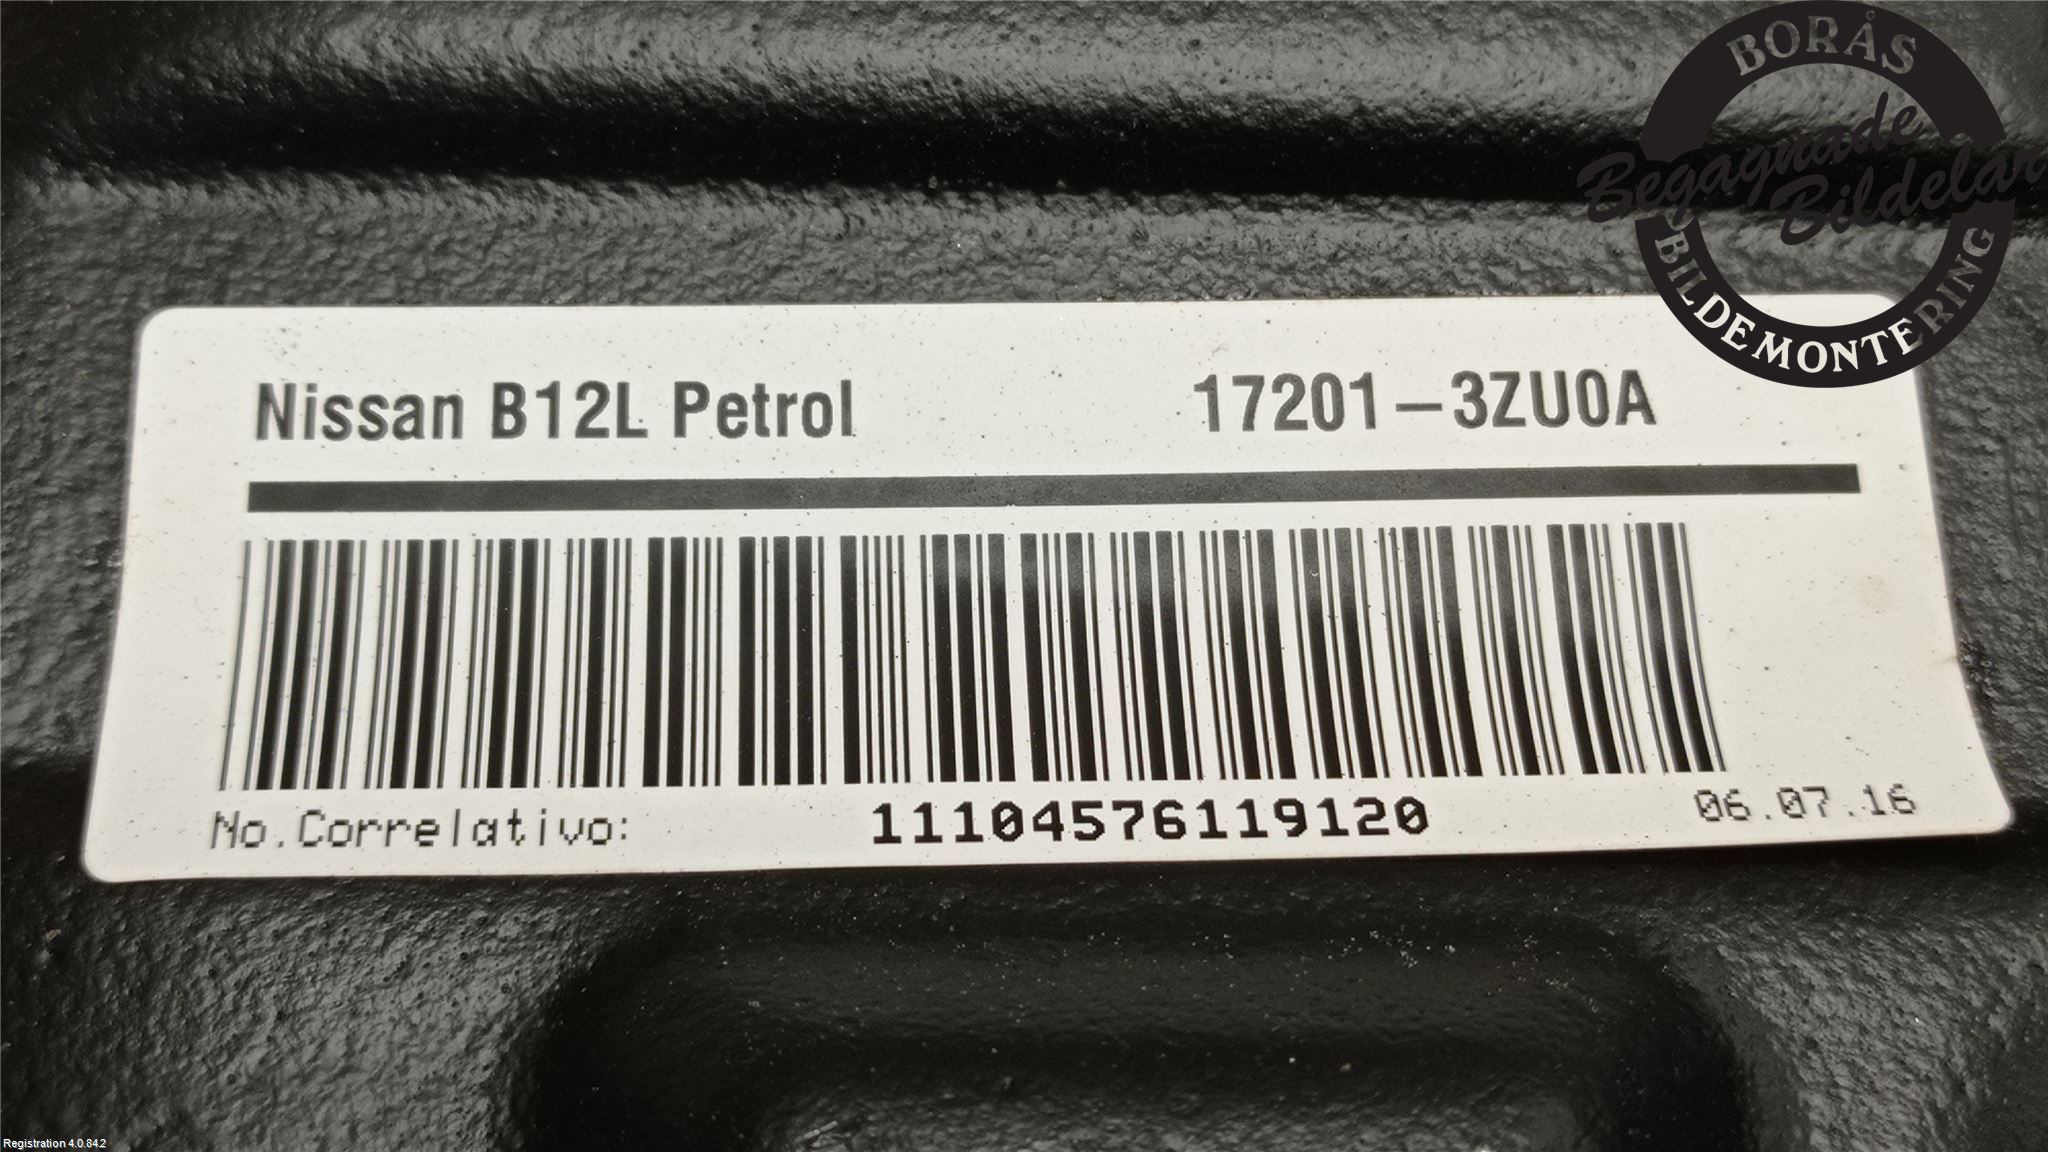 BORÅS
Begagnade
Bildelar
BILDEMONTERING
Nissan B12L Petrol 17201-3ZU0A
No.Correlativo: 11104576119120 06.07.16
Registration 4.0.84.2